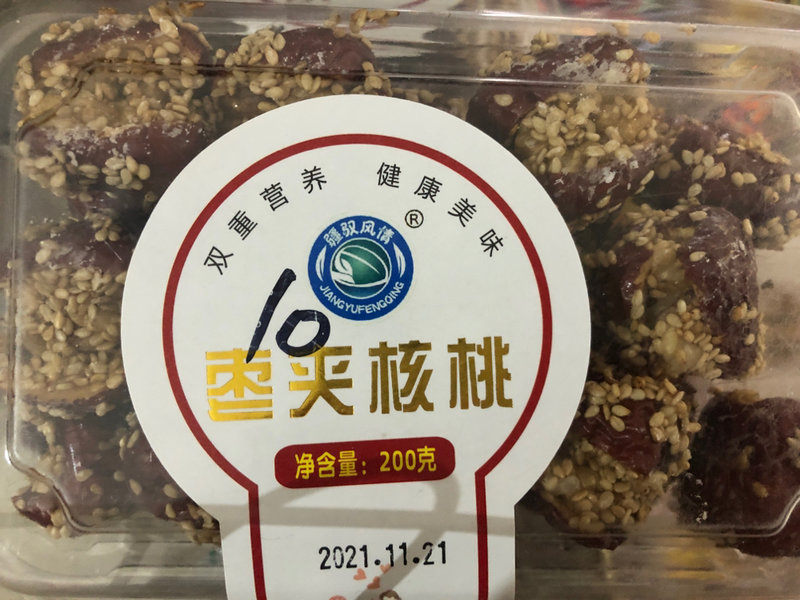 双重营养 健康美味
疆驭风情
®
JIANGYUFENGQING
10
枣夹核桃
净含量：200克
2021.11.21